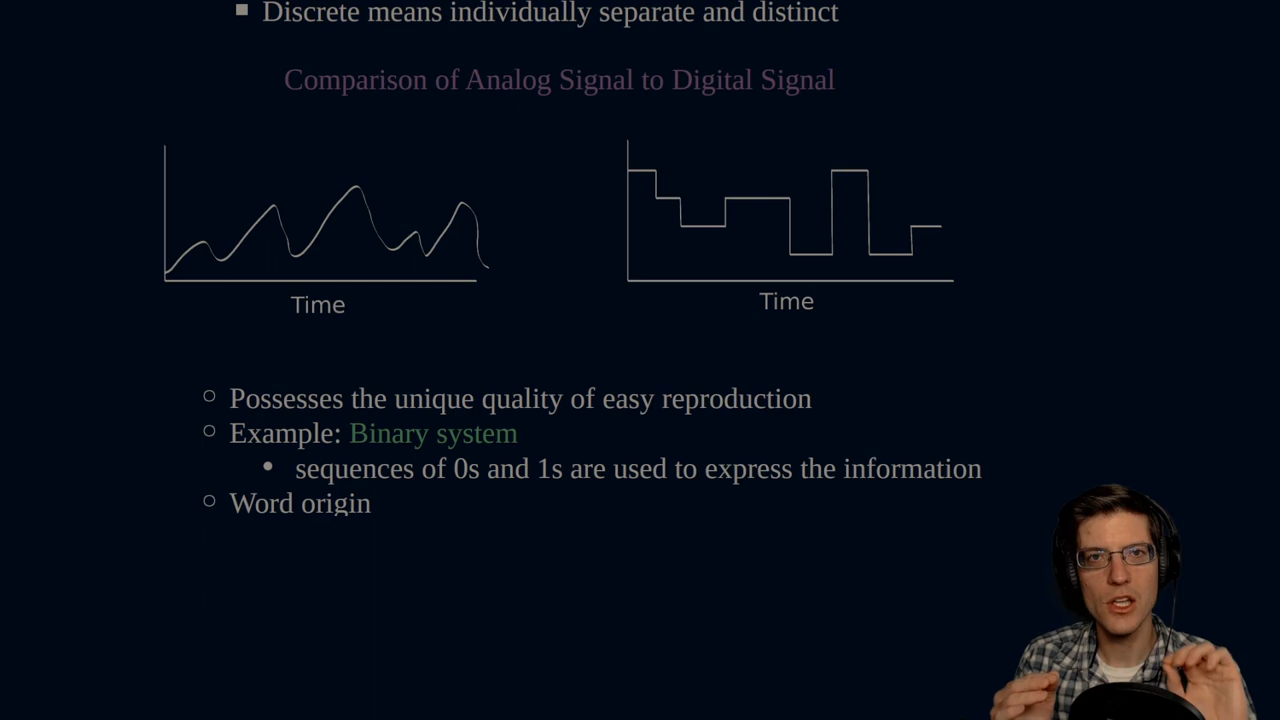 Discrete means individually separate and distinct
Comparison of Analog Signal to Digital Signal
Time
Time
Possesses the unique quality of easy reproduction
Example: Binary system
sequences of 0s and 1s are used to express the information
Word origin